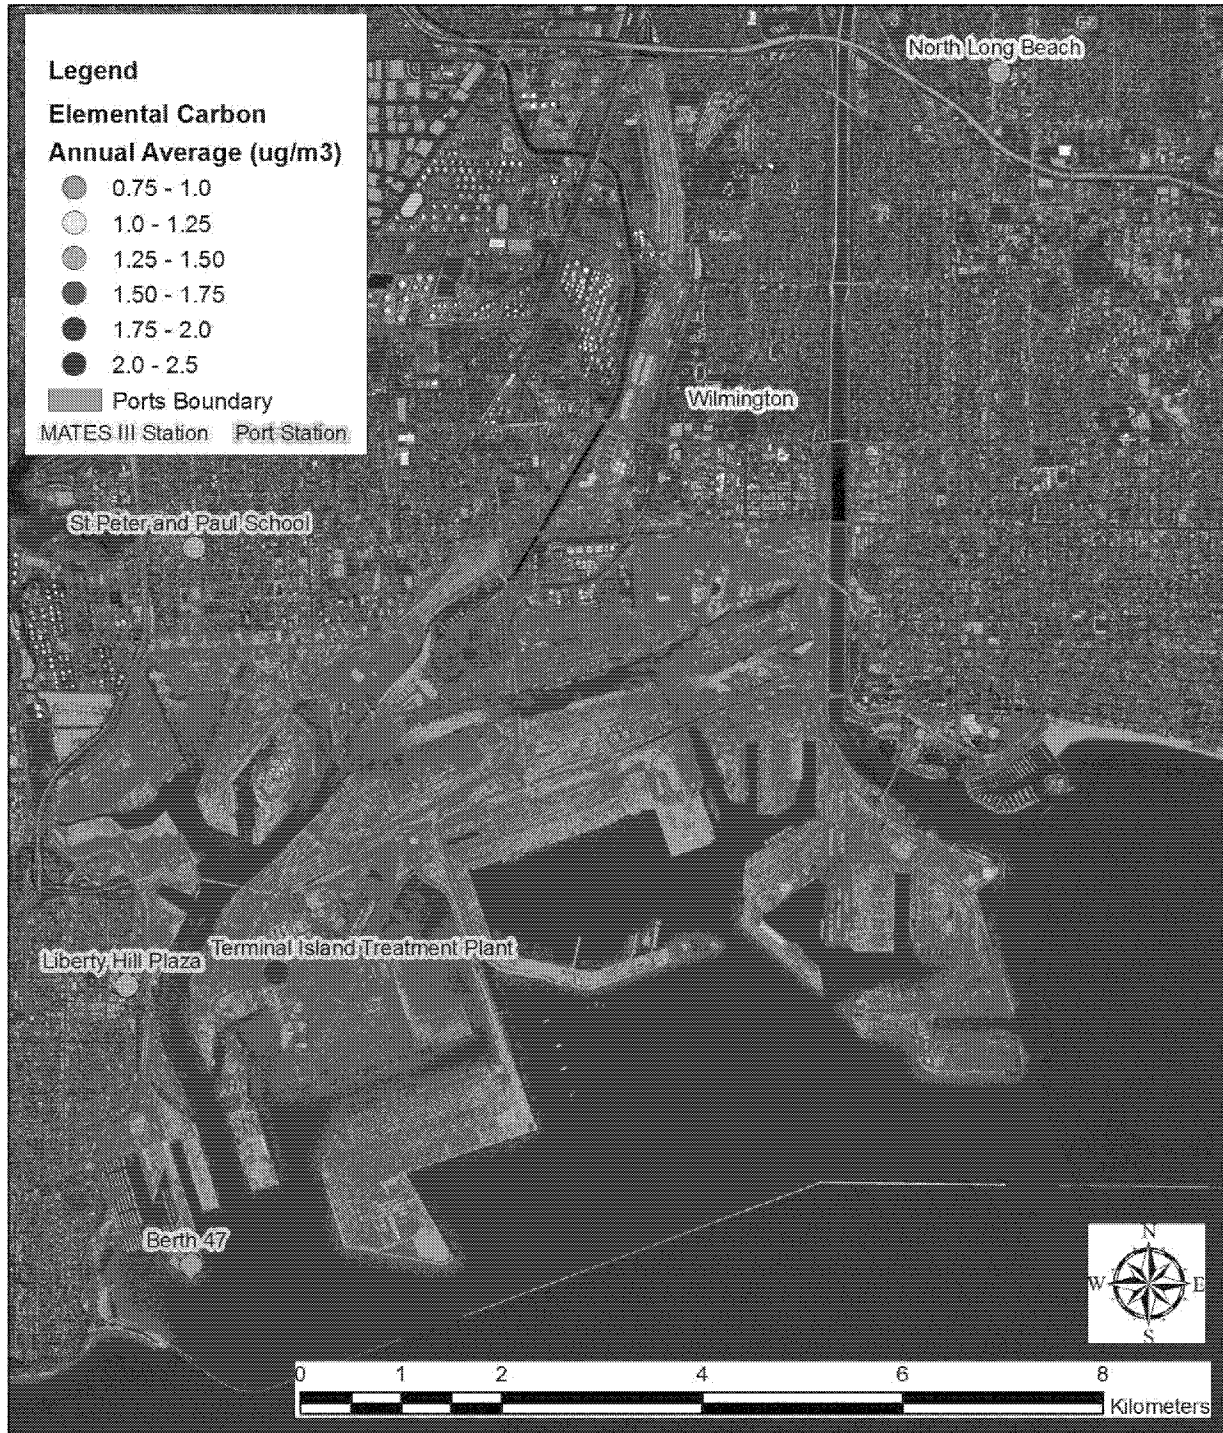 Legend
Elemental Carbon
Annual Average (ug/m3)
0.75 - 1.0
1.0 - 1.25
1.25 - 1.50
1.50 - 1.75
1.75 - 2.0
2.0 - 2.5
Ports Boundary
MATES III Station Port Station
North Long Beach
Wilmington
St Peter and Paul School
Terminal Island Treatment Plant
Liberty Hill Plaza
Berth 47
N
W E
S
0 1 2 4 6 8
Kilometers